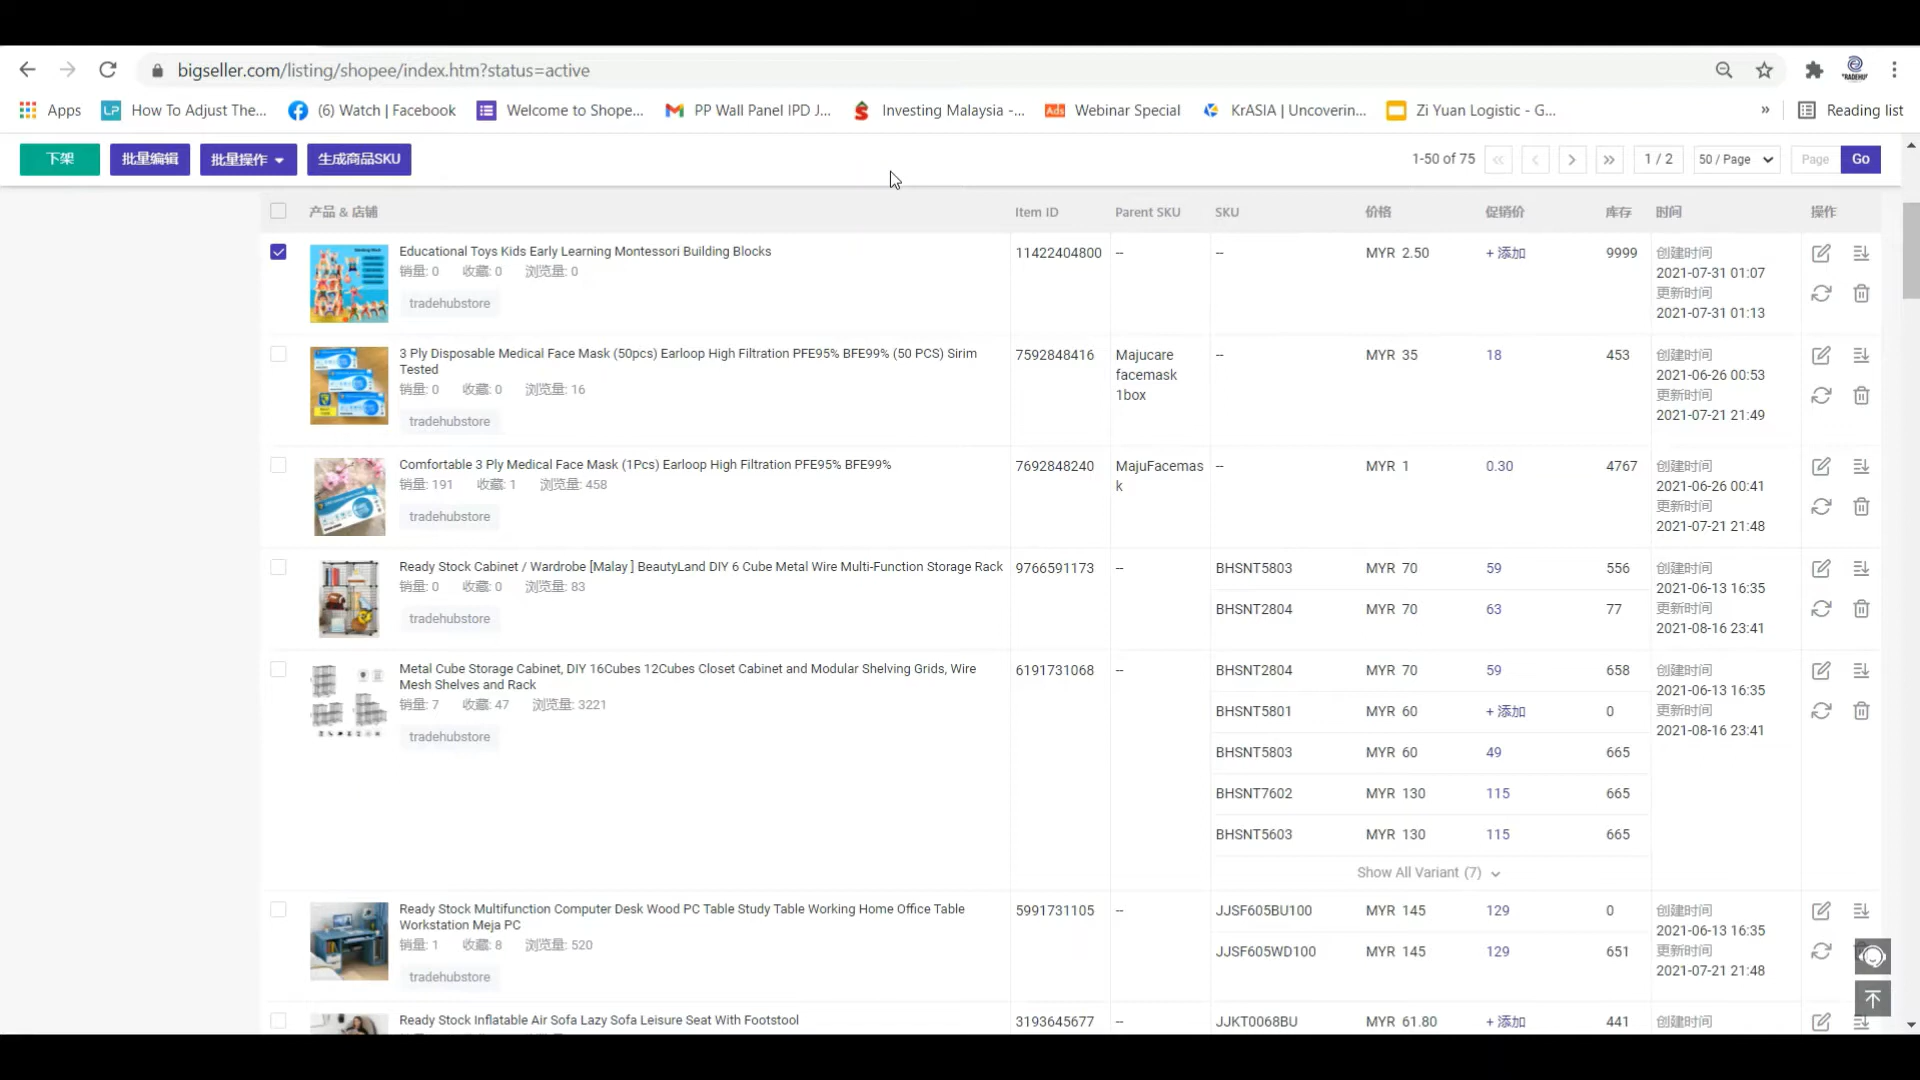 bigseller.com/listing/shopee/index.htm?status=active
Apps
LP
How To Adjust The...
(6) Watch | Facebook
Welcome to Shope...
PP Wall Panel IPD J...
Investing Malaysia -...
Ads
Webinar Special
KrASIA | Uncoverin...
Zi Yuan Logistic - G...
»
Reading list
下架
批量编辑
批量操作
生成商品SKU
1-50 of 75
1 / 2
50 / Page
Page
Go
产品 & 店铺
Item ID
Parent SKU
SKU
价格
促销价
库存
时间
操作
Educational Toys Kids Early Learning Montessori Building Blocks
销量: 0 收藏: 0 浏览量: 0
tradehubstore
11422404800
--
--
MYR 2.50
+ 添加
9999
创建时间
2021-07-31 01:07
更新时间
2021-07-31 01:13
3 Ply Disposable Medical Face Mask (50pcs) Earloop High Filtration PFE95% BFE99% (50 PCS) Sirim
Tested
销量: 0 收藏: 0 浏览量: 16
tradehubstore
7592848416
Majucare
facemask
1box
--
MYR 35
18
453
创建时间
2021-06-26 00:53
更新时间
2021-07-21 21:49
Comfortable 3 Ply Medical Face Mask (1Pcs) Earloop High Filtration PFE95% BFE99%
销量: 191 收藏: 1 浏览量: 458
tradehubstore
7692848240
MajuFacemas
k
--
MYR 1
0.30
4767
创建时间
2021-06-26 00:41
更新时间
2021-07-21 21:48
Ready Stock Cabinet / Wardrobe [Malay ] BeautyLand DIY 6 Cube Metal Wire Multi-Function Storage Rack
销量: 0 收藏: 0 浏览量: 83
tradehubstore
9766591173
--
BHSNT5803 MYR 70 59 556
BHSNT2804 MYR 70 63 77
创建时间
2021-06-13 16:35
更新时间
2021-08-16 23:41
Metal Cube Storage Cabinet, DIY 16Cubes 12Cubes Closet Cabinet and Modular Shelving Grids, Wire
Mesh Shelves and Rack
销量: 7 收藏: 47 浏览量: 3221
tradehubstore
6191731068
--
BHSNT2804 MYR 70 59 658
BHSNT5801 MYR 60 + 添加 0
BHSNT5803 MYR 60 49 665
BHSNT7602 MYR 130 115 665
BHSNT5603 MYR 130 115 665
Show All Variant (7)
创建时间
2021-06-13 16:35
更新时间
2021-08-16 23:41
Ready Stock Multifunction Computer Desk Wood PC Table Study Table Working Home Office Table
Workstation Meja PC
销量: 1 收藏: 8 浏览量: 520
tradehubstore
5991731105
--
JJSF605BU100 MYR 145 129 0
JJSF605WD100 MYR 145 129 651
创建时间
2021-06-13 16:35
更新时间
2021-07-21 21:48
Ready Stock Inflatable Air Sofa Lazy Sofa Leisure Seat With Footstool
3193645677
--
JJKT0068BU MYR 61.80 + 添加 441
创建时间